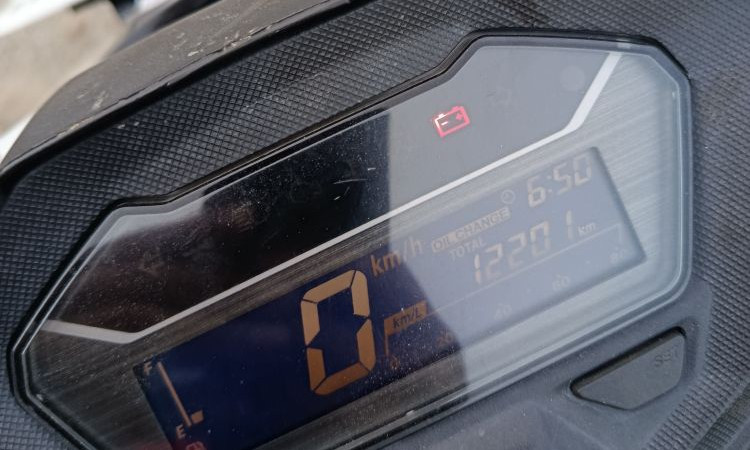 6:50
OIL CHANGE
TOTAL
12201 km
0 km/h
km/L
F
E
SET